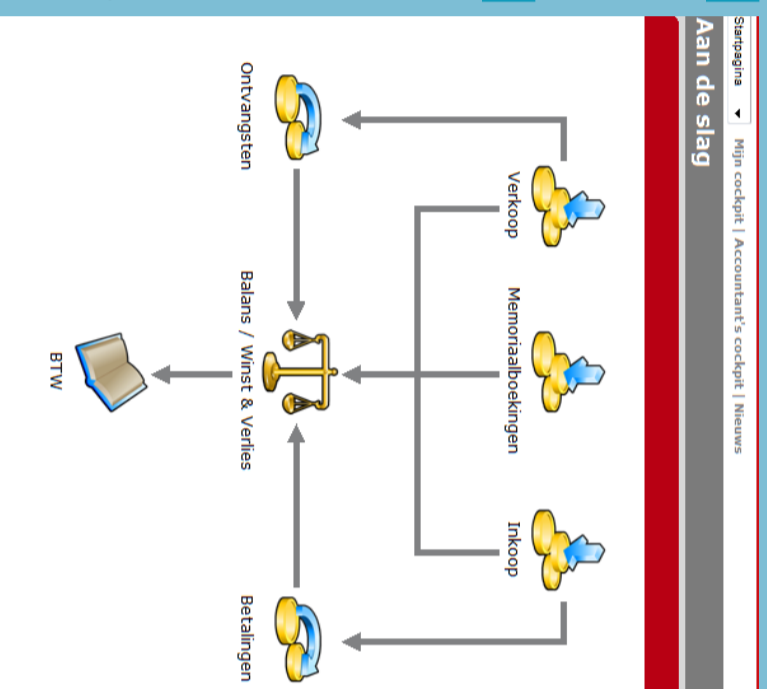 Startpagina
Mijn cockpit | Accountant's cockpit | Nieuws
Aan de slag
Verkoop
Memoriaalboekingen
Inkoop
Ontvangsten
Balans / Winst & Verlies
Betalingen
BTW